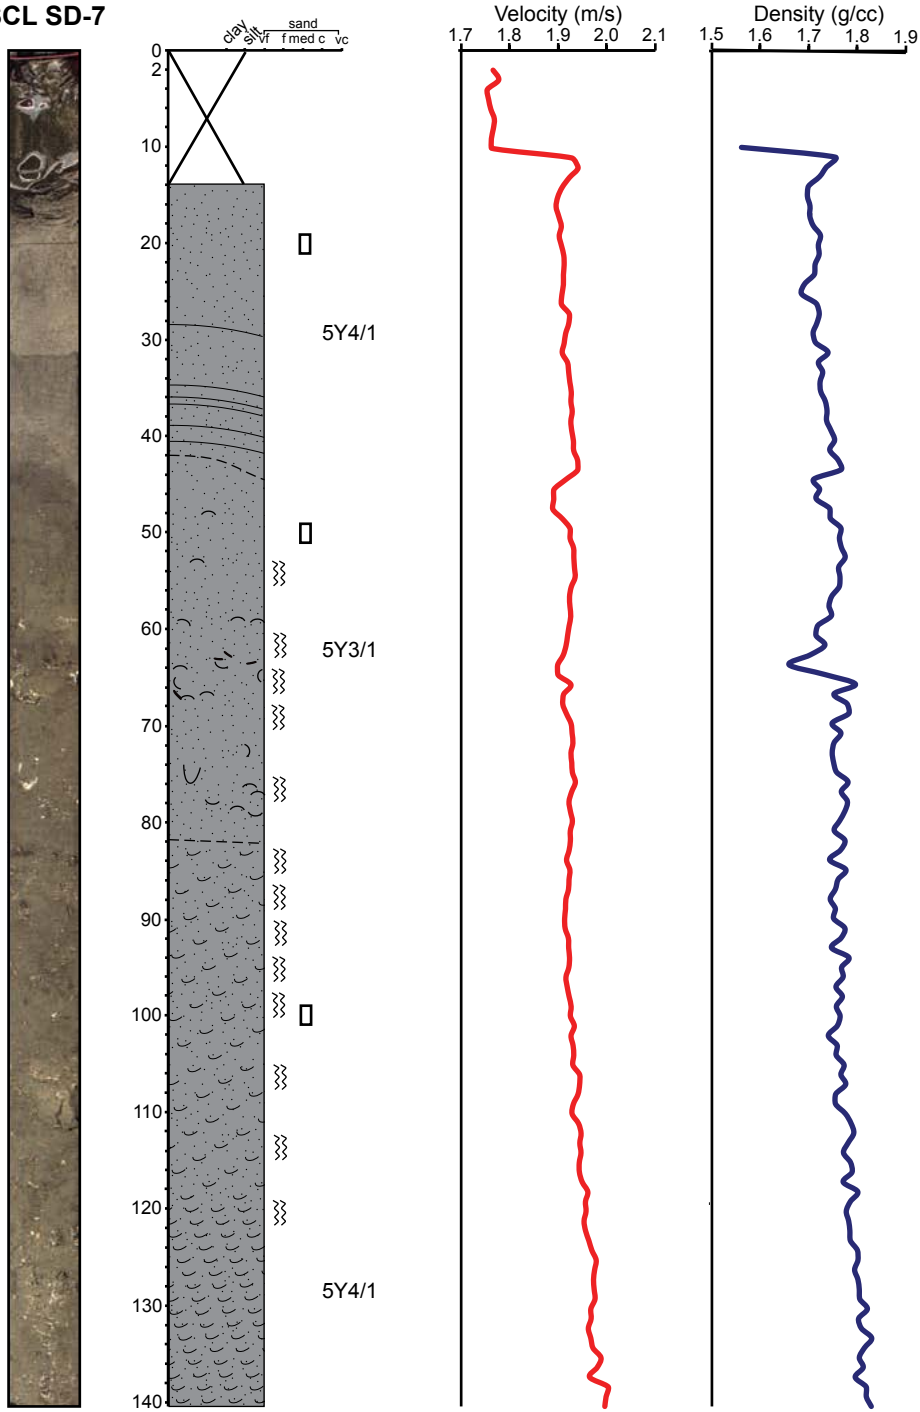 SCL SD-7
clay
silt
sand
vf f med c vc
Velocity (m/s)
1.7 1.8 1.9 2.0 2.1
Density (g/cc)
1.5 1.6 1.7 1.8 1.9
0
2
10
20
30
40
50
60
70
80
90
100
110
120
130
140
5Y4/1
5Y3/1
5Y4/1